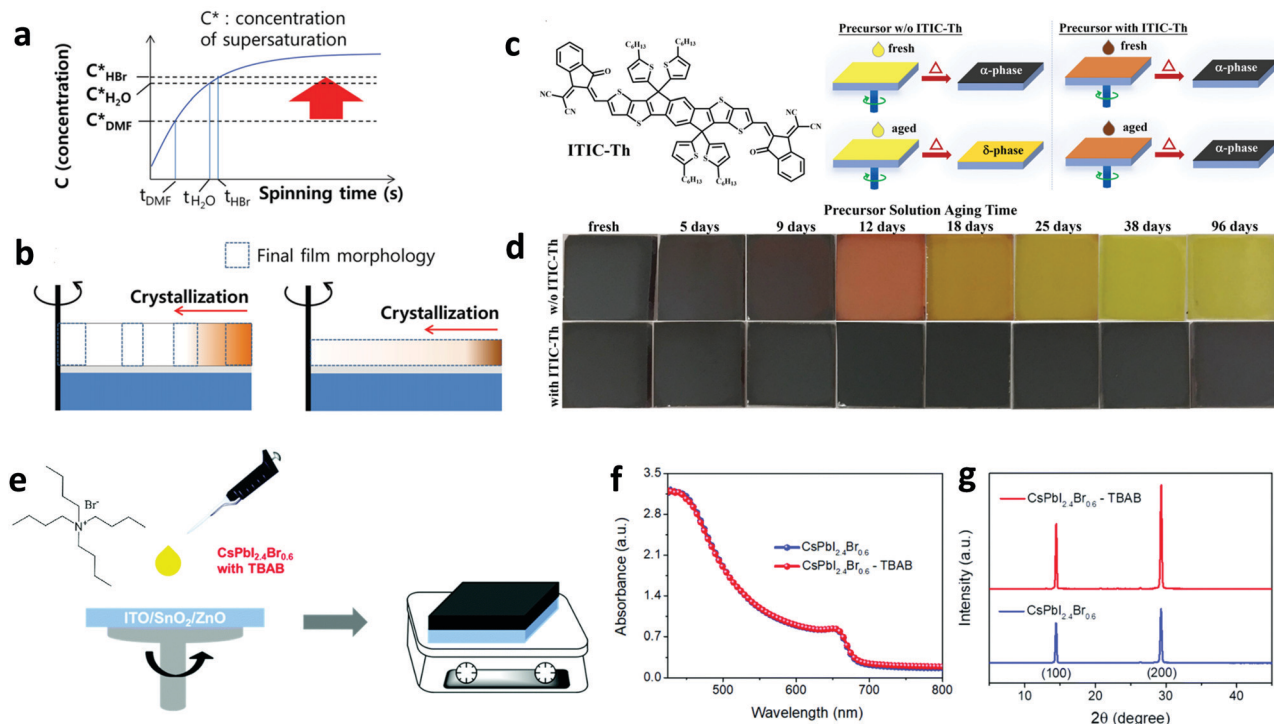 a
C* : concentration
of supersaturation
C (concentration)
C*HBr
C*H2O
C*DMF
tDMF
tH2O
tHBr
Spinning time (s)
b
Final film morphology
Crystallization
Crystallization
c
C6H13
C6H13
S
S
O
NC
CN
S
S
S
S
NC
CN
O
S
S
C6H13
C6H13
ITIC-Th
Precursor w/o ITIC-Th
fresh
Δ
α-phase
aged
Δ
δ-phase
Precursor with ITIC-Th
fresh
Δ
α-phase
aged
Δ
α-phase
d
Precursor Solution Aging Time
fresh
5 days
9 days
12 days
18 days
25 days
38 days
96 days
w/o ITIC-Th
with ITIC-Th
e
Br-
N+
CsPbI2.4Br0.6
with TBAB
ITO/SnO2/ZnO
f
Absorbance (a.u.)
3.5
2.8
2.1
1.4
0.7
0.0
CsPbI2.4Br0.6
CsPbI2.4Br0.6 - TBAB
500
600
700
800
Wavelength (nm)
g
Intensity (a.u.)
CsPbI2.4Br0.6 - TBAB
CsPbI2.4Br0.6
(100)
(200)
10
20
30
40
2θ (degree)